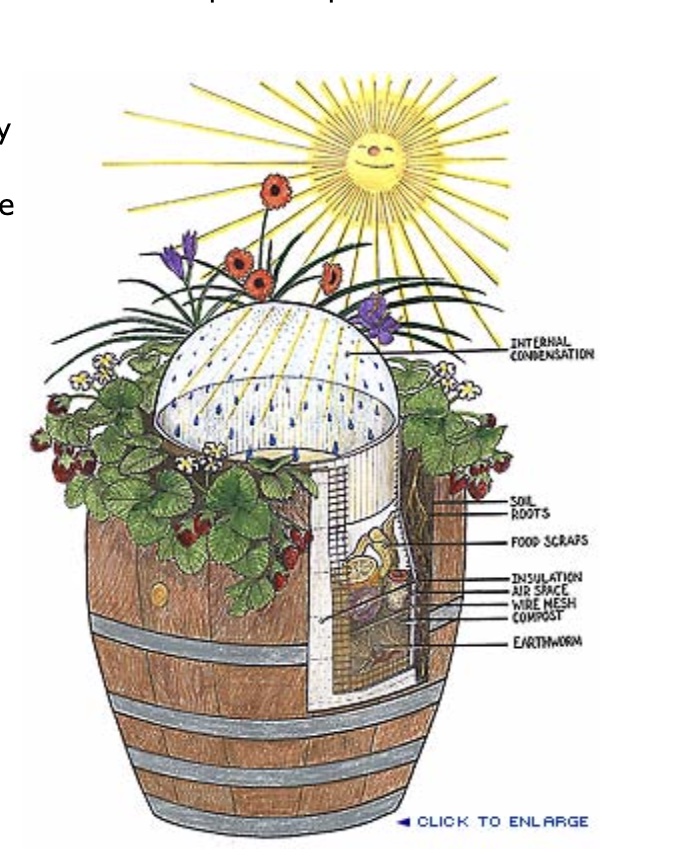 y
e
INTERNAL
CONDENSATION
SOIL
ROOTS
FOOD SCRAPS
INSULATION
AIR SPACE
WIRE MESH
COMPOST
EARTHWORM
CLICK TO ENLARGE